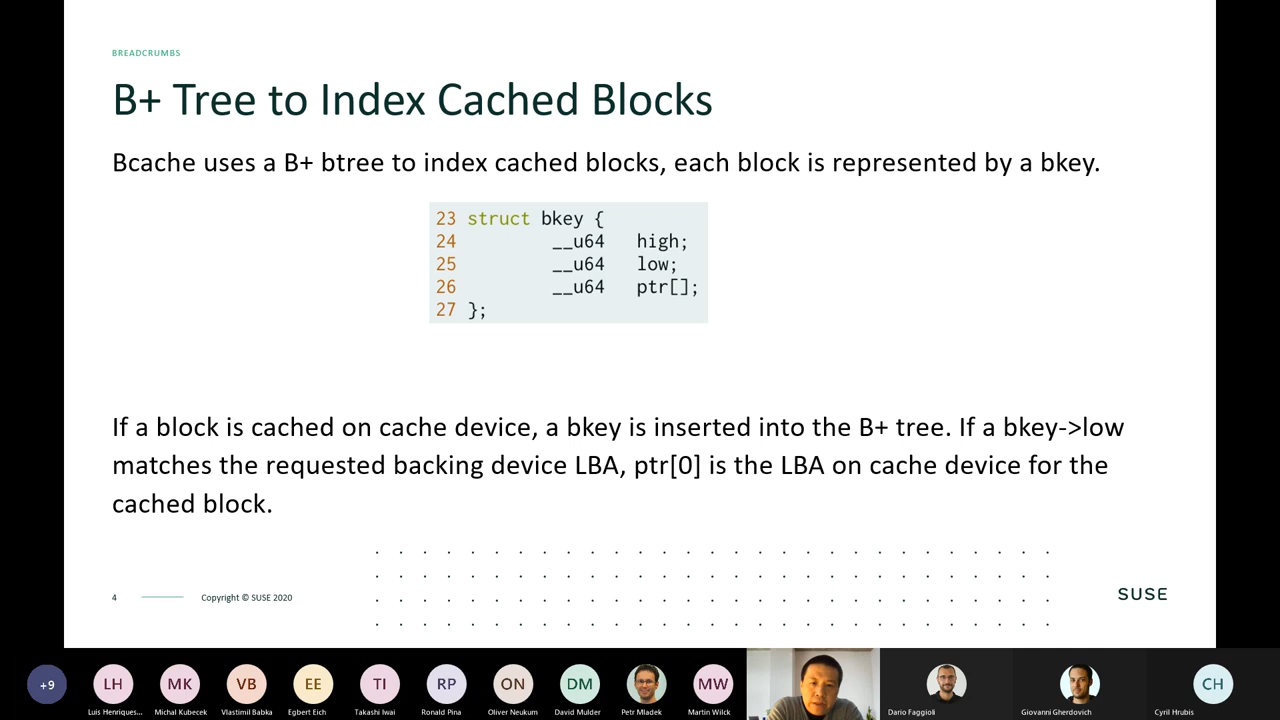 BREADCRUMBS
B+ Tree to Index Cached Blocks
Bcache uses a B+ btree to index cached blocks, each block is represented by a bkey.
23 struct bkey {
24 __u64 high;
25 __u64 low;
26 __u64 ptr[];
27 };
If a block is cached on cache device, a bkey is inserted into the B+ tree. If a bkey->low
matches the requested backing device LBA, ptr[0] is the LBA on cache device for the
cached block.
4 Copyright © SUSE 2020
SUSE
+9 LH MK VB EE TI RP ON DM MW CH
Luis Henriques... Michal Kubecek Vlastimil Babka Egbert Eich Takashi Iwai Ronald Pina Oliver Neukum David Mulder Petr Mladek Martin Wilck Dario Faggioli Giovanni Gherdovich Cyril Hrubis